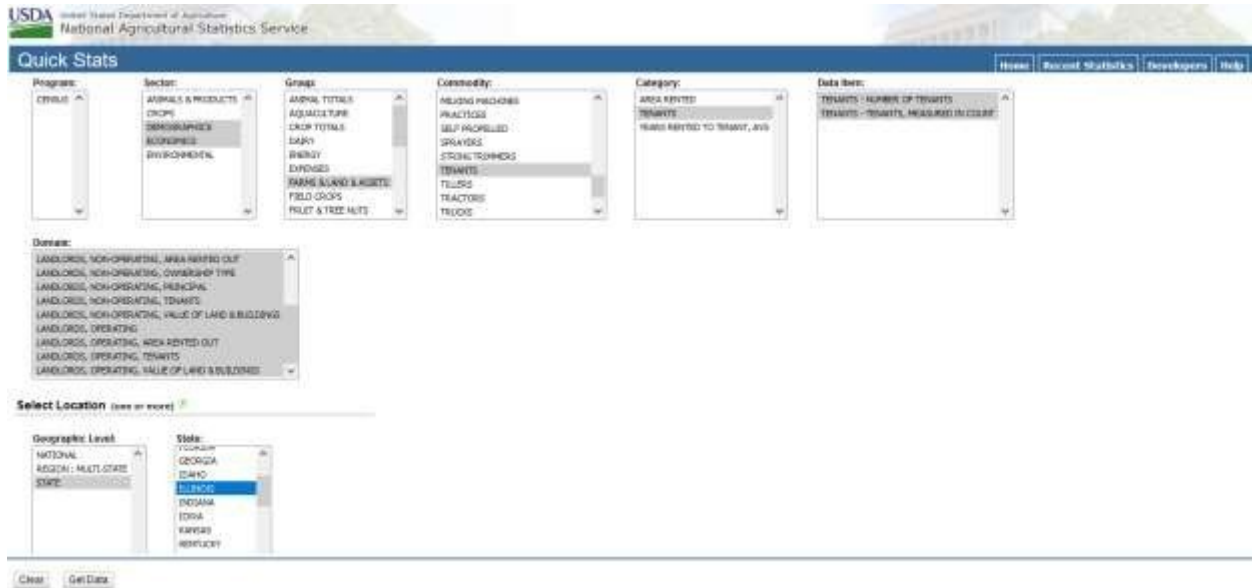 USDA United States Department of Agriculture
National Agricultural Statistics Service
Quick Stats
Home Recent Statistics Developers Help
Program:
CENSUS
Sector:
ANIMALS & PRODUCTS
CROPS
DEMOGRAPHICS
ECONOMICS
ENVIRONMENTAL
Group:
ANIMAL TOTALS
AQUACULTURE
CROP TOTALS
DAIRY
ENERGY
EXPENSES
FARMS & LAND & ASSETS
FIELD CROPS
FRUIT & TREE NUTS
Commodity:
MILKING MACHINES
PRACTICES
SELF PROPELLED
SPRAYERS
STRING TRIMMERS
TENANTS
TILLERS
TRACTORS
TRUCKS
Category:
AREA RENTED
TENANTS
YEARS RENTED TO TENANT, AVG
Data Item:
TENANTS - NUMBER OF TENANTS
TENANTS - TENANTS, MEASURED IN COUNT
Domain:
LANDLORDS, NON-OPERATING, AREA RENTED OUT
LANDLORDS, NON-OPERATING, OWNERSHIP TYPE
LANDLORDS, NON-OPERATING, PRINCIPAL
LANDLORDS, NON-OPERATING, TENANTS
LANDLORDS, NON-OPERATING, VALUE OF LAND & BUILDINGS
LANDLORDS, OPERATING
LANDLORDS, OPERATING, AREA RENTED OUT
LANDLORDS, OPERATING, TENANTS
LANDLORDS, OPERATING, VALUE OF LAND & BUILDINGS
Select Location (one or more)
Geographic Level:
NATIONAL
REGION : MULTI-STATE
STATE
State:
FLORIDA
GEORGIA
IDAHO
ILLINOIS
INDIANA
IOWA
KANSAS
KENTUCKY
Clear Get Data